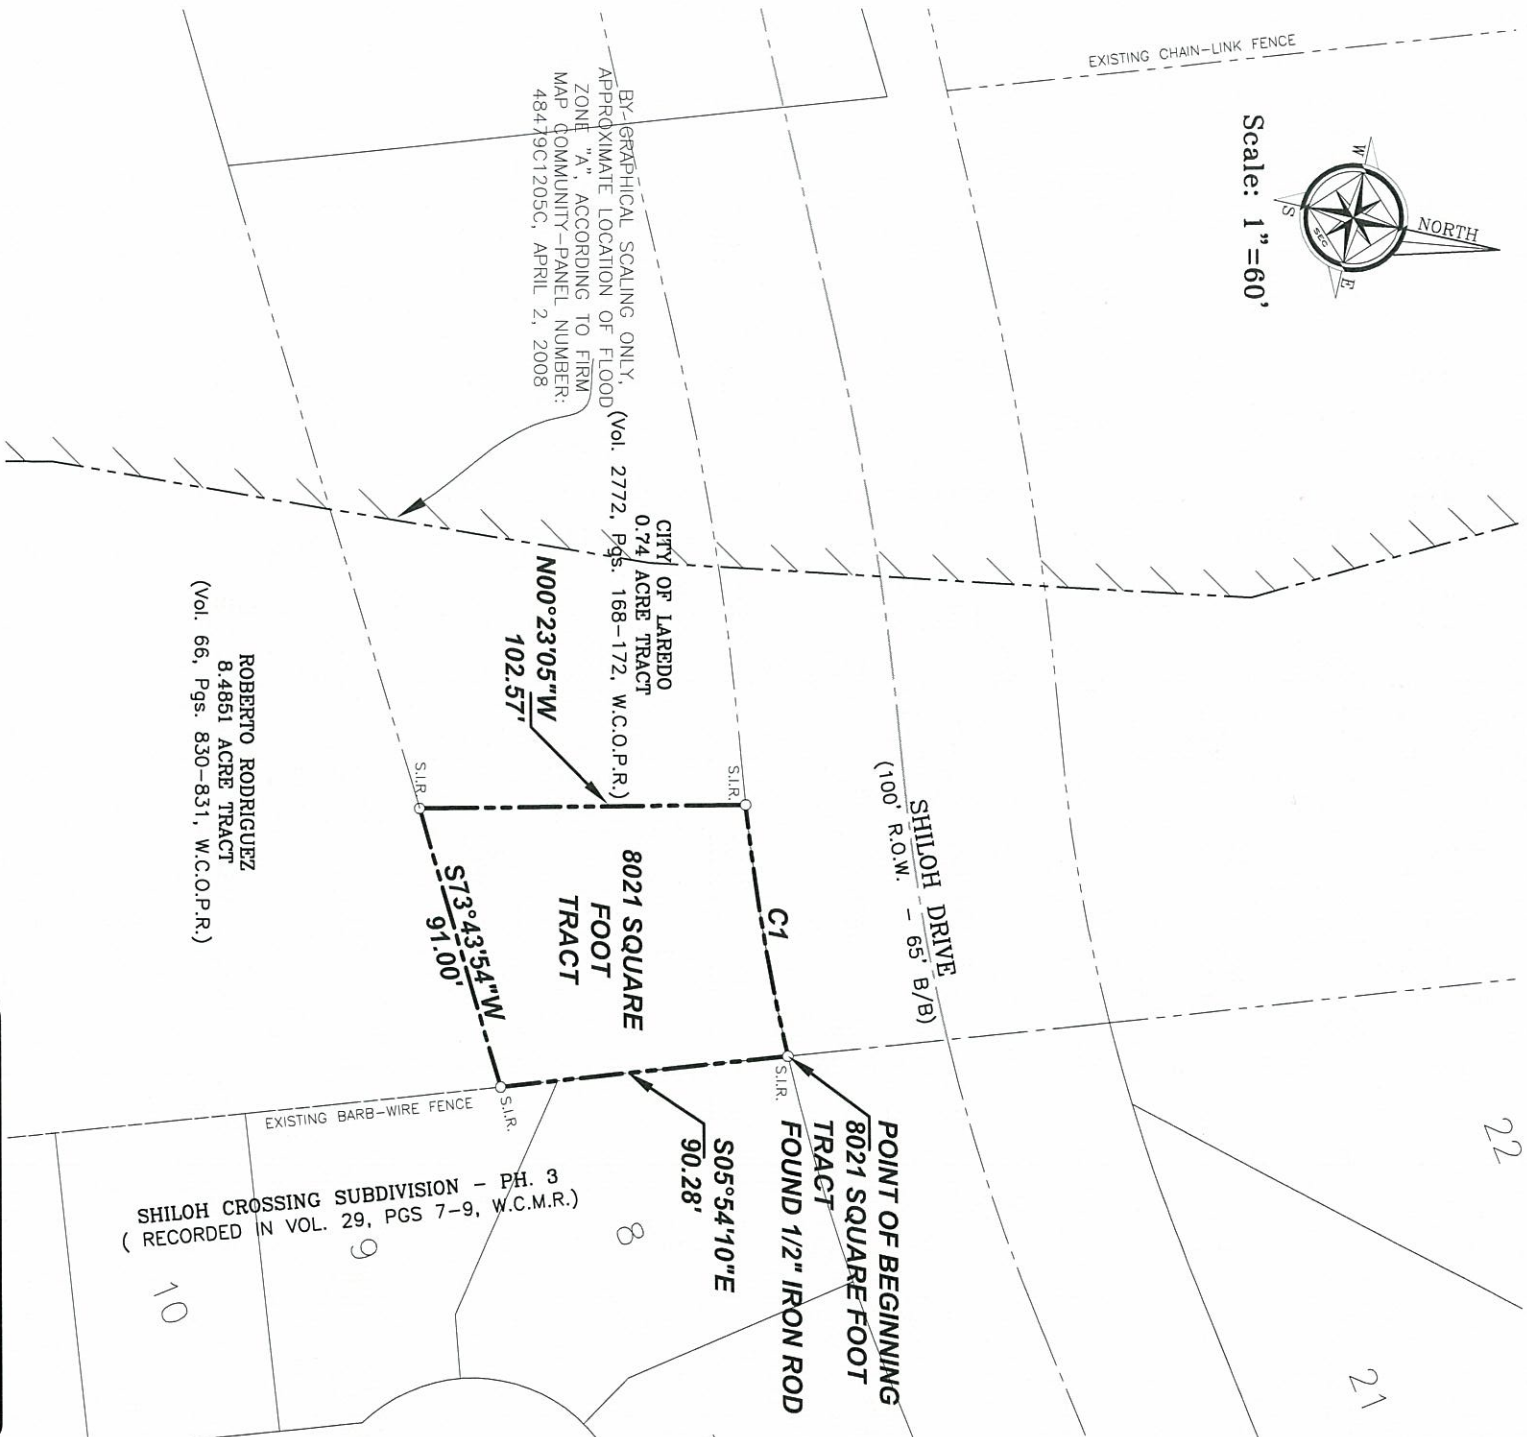 EXISTING CHAIN-LINK FENCE
NORTH
W
S
E
SEC
Scale: 1"=60'
BY-GRAPHICAL SCALING ONLY,
APPROXIMATE LOCATION OF FLOOD
ZONE "A", ACCORDING TO FIRM
MAP COMMUNITY-PANEL NUMBER:
48479C1205C, APRIL 2, 2008
CITY OF LAREDO
0.74 ACRE TRACT
(Vol. 2772, Pgs. 168-172, W.C.O.P.R.)
N00°23'05"W
102.57'
ROBERTO RODRIGUEZ
8.4851 ACRE TRACT
(Vol. 66, Pgs. 830-831, W.C.O.P.R.)
SHILOH DRIVE
(100' R.O.W. - 65' B/B)
S.I.R.
S.I.R.
C1
8021 SQUARE
FOOT
TRACT
S73°43'54"W
91.00'
S.I.R.
S.I.R.
POINT OF BEGINNING
8021 SQUARE FOOT
TRACT
FOUND 1/2" IRON ROD
S05°54'10"E
90.28'
EXISTING BARB-WIRE FENCE
SHILOH CROSSING SUBDIVISION - PH. 3
( RECORDED IN VOL. 29, PGS 7-9, W.C.M.R.)
22
21
8
9
10